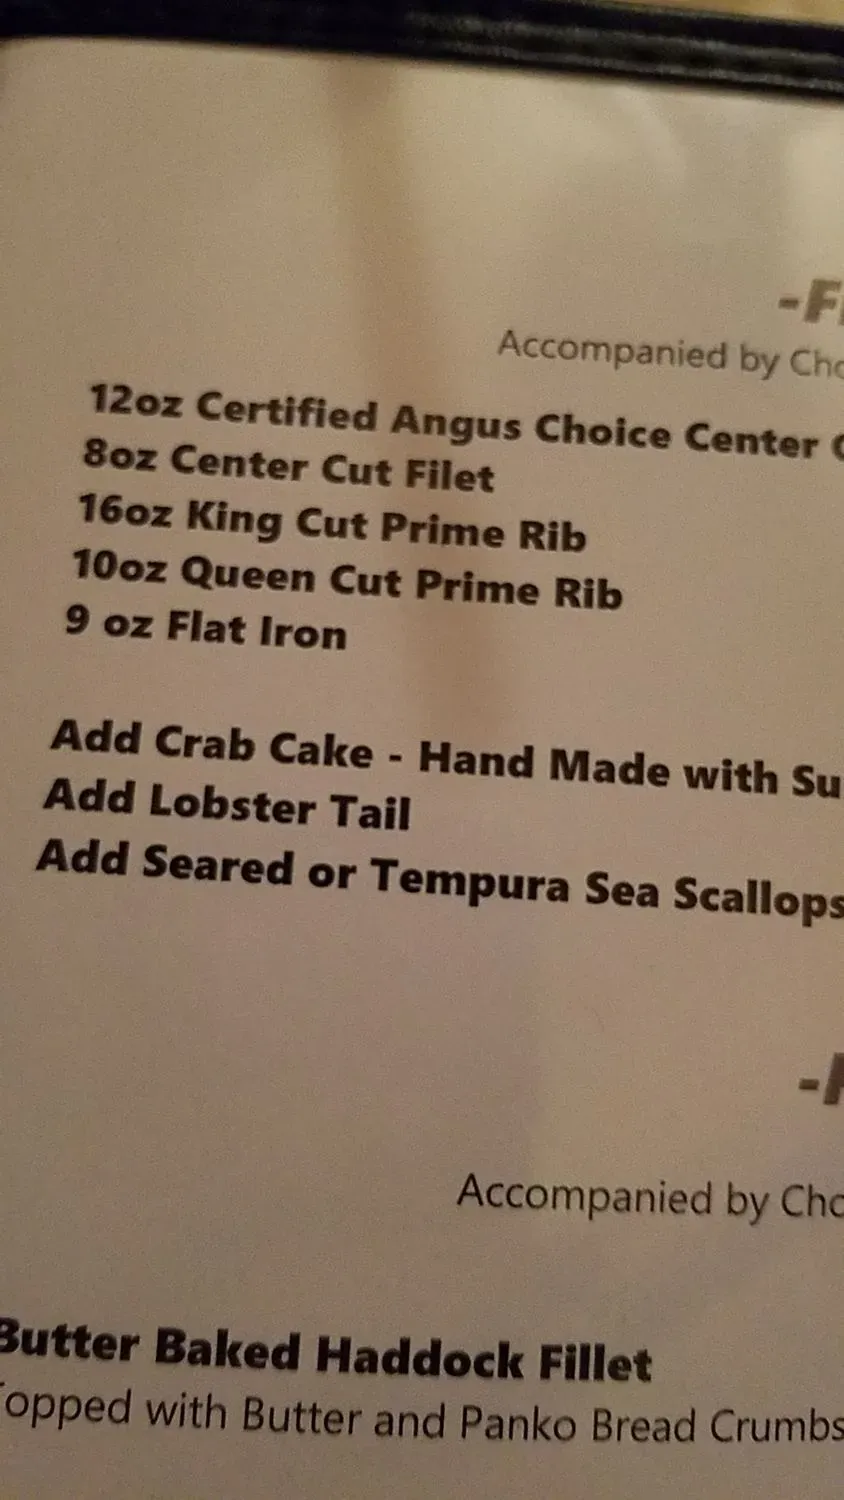 Accompanied by
12oz Certified Angus Choice Center
8oz Center Cut Filet
16oz King Cut Prime Rib
10oz Queen Cut Prime Rib
9 oz Flat Iron
Add Crab Cake - Hand Made with
Add Lobster Tail
Add Seared or Tempura Sea Scallops
Accompanied by
Butter Baked Haddock Fillet
Topped with Butter and Panko Bread Crumbs